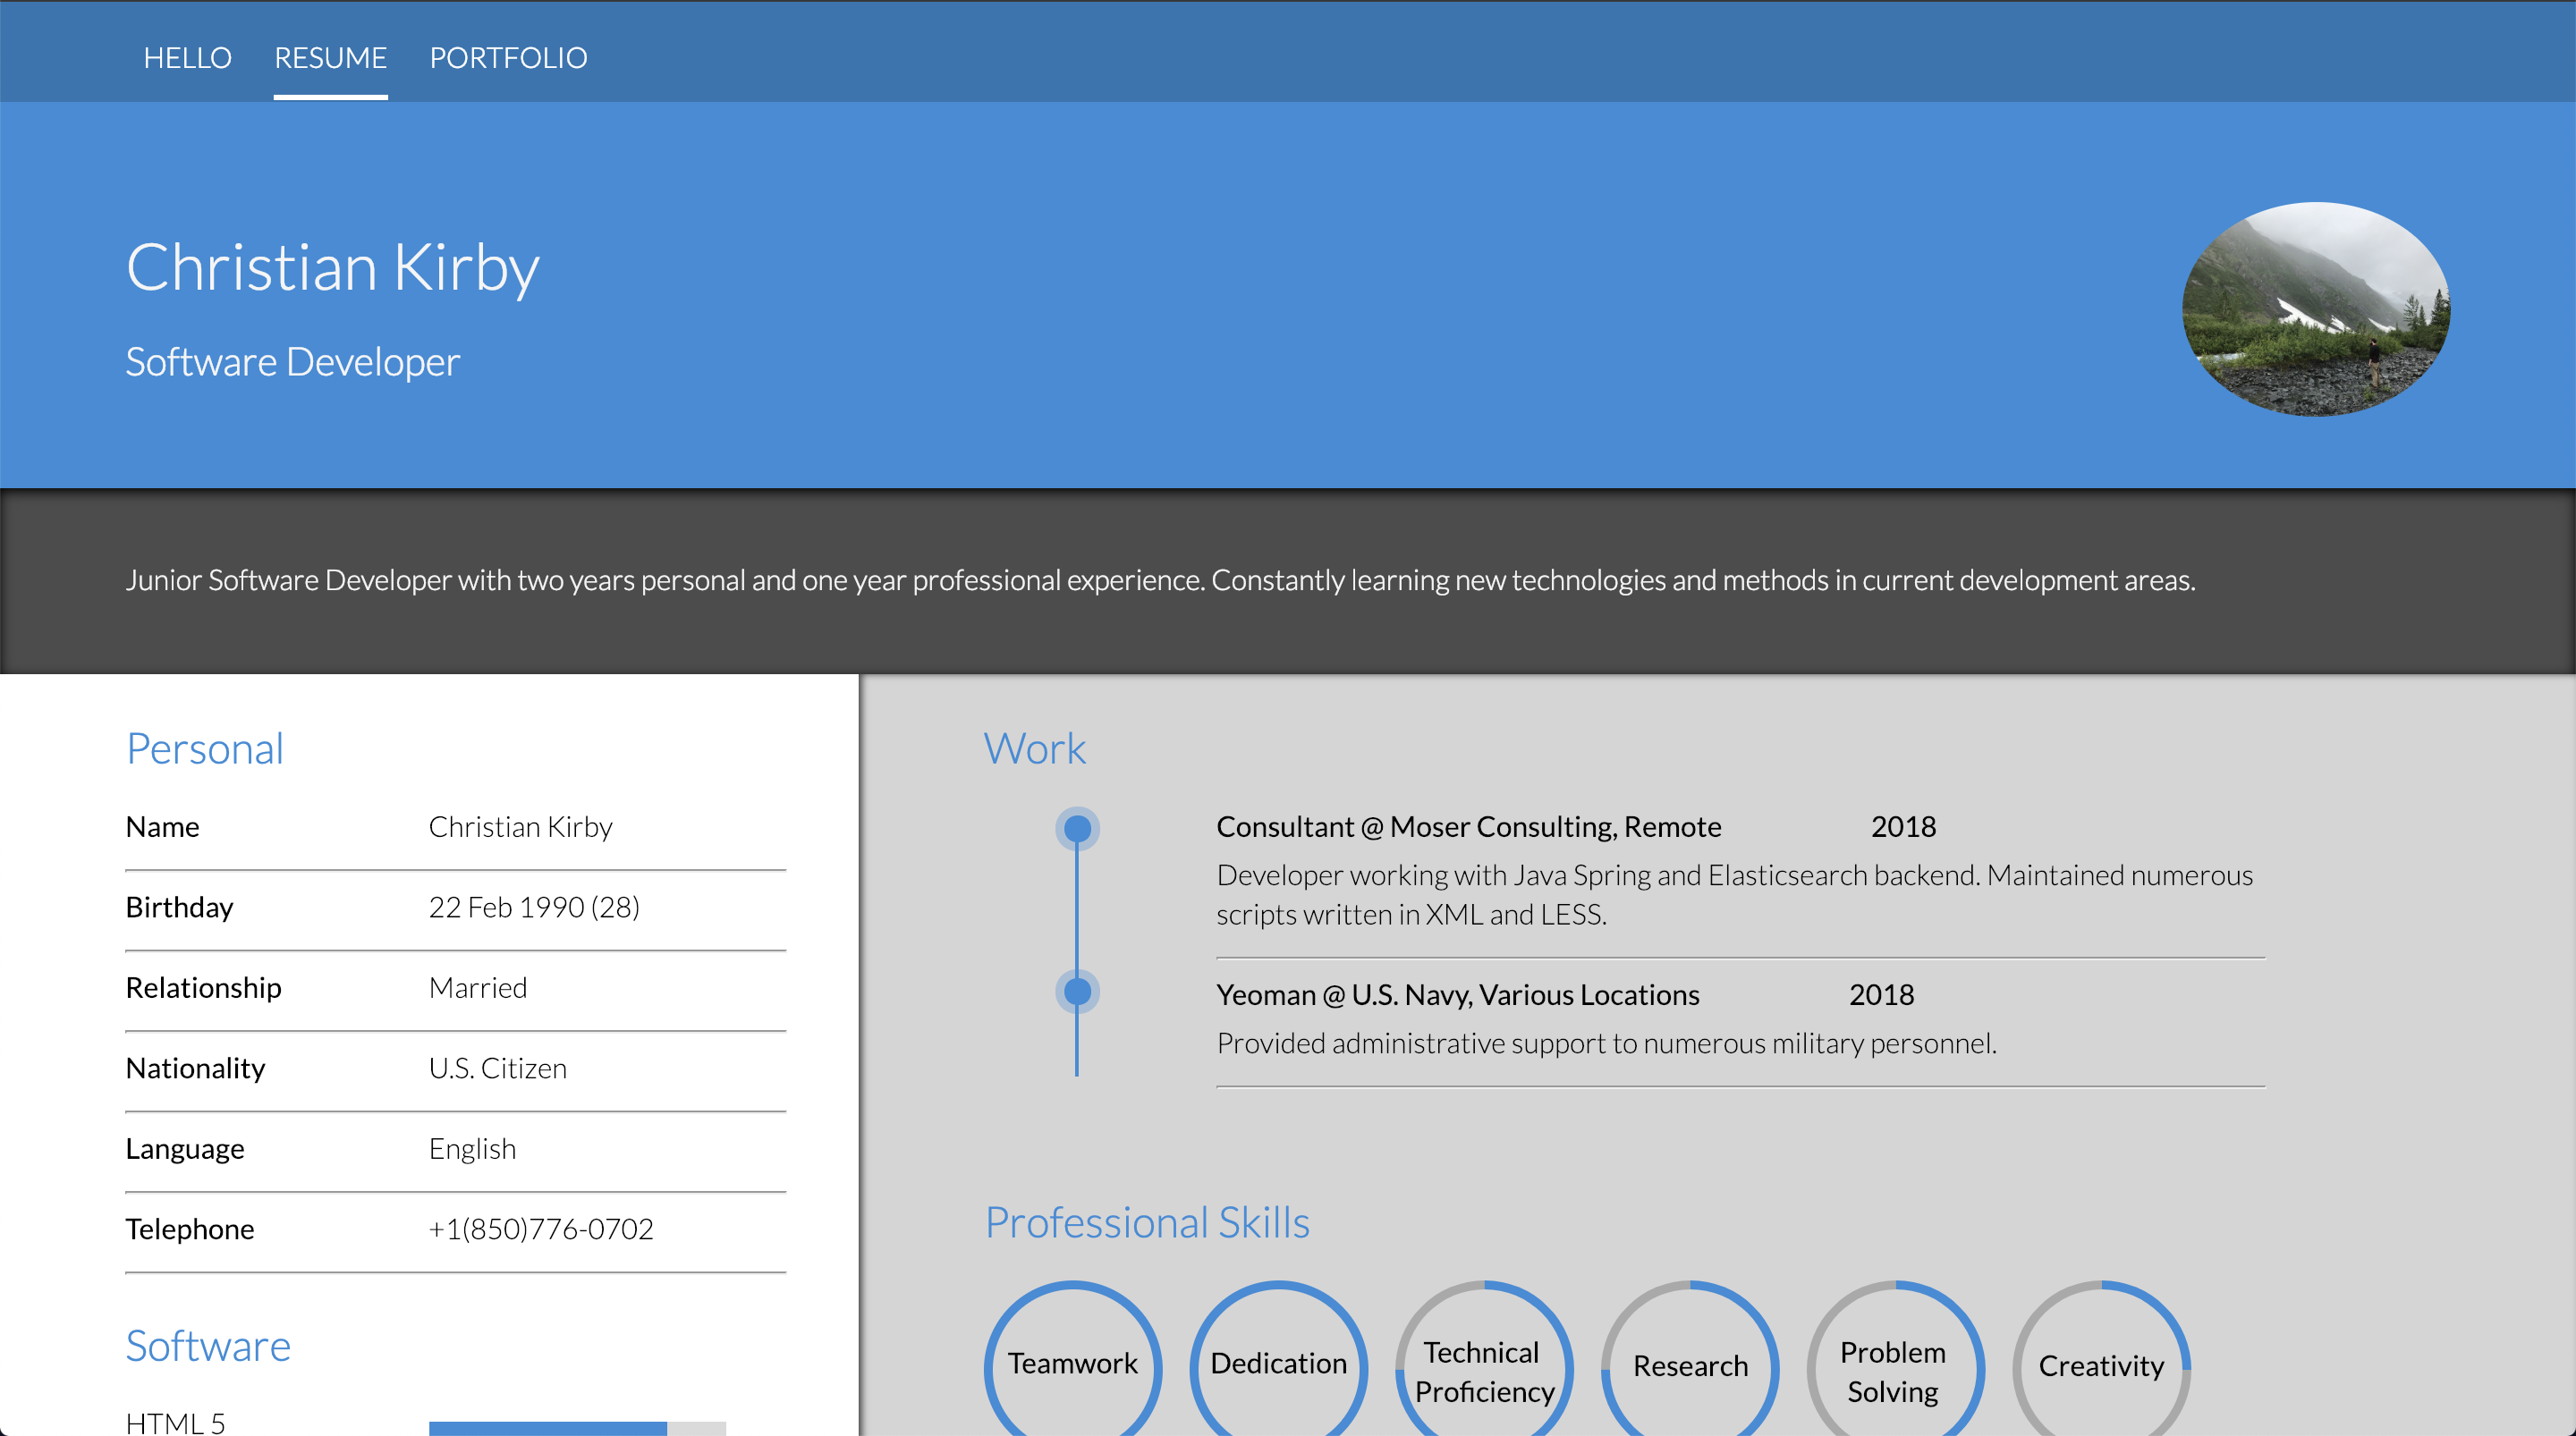 HELLO RESUME PORTFOLIO
Christian Kirby
Software Developer
Junior Software Developer with two years personal and one year professional experience. Constantly learning new technologies and methods in current development areas.
Personal
Name Christian Kirby
Birthday 22 Feb 1990 (28)
Relationship Married
Nationality U.S. Citizen
Language English
Telephone +1(850)776-0702
Software
HTML 5
Work
Consultant @ Moser Consulting, Remote 2018
Developer working with Java Spring and Elasticsearch backend. Maintained numerous
scripts written in XML and LESS.
Yeoman @ U.S. Navy, Various Locations 2018
Provided administrative support to numerous military personnel.
Professional Skills
Teamwork
Dedication
Technical
Proficiency
Research
Problem
Solving
Creativity